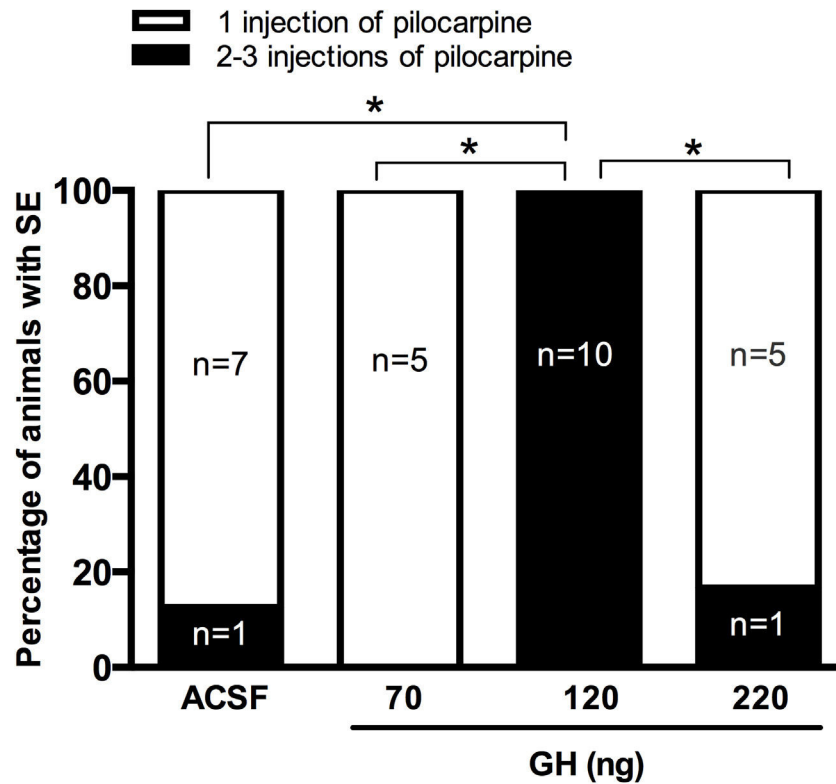 1 injection of pilocarpine
2-3 injections of pilocarpine
*
* *
Percentage of animals with SE
100
80
60
40
20
0
n=7
n=5
n=10
n=5
n=1
n=1
ACSF 70 120 220
GH (ng)